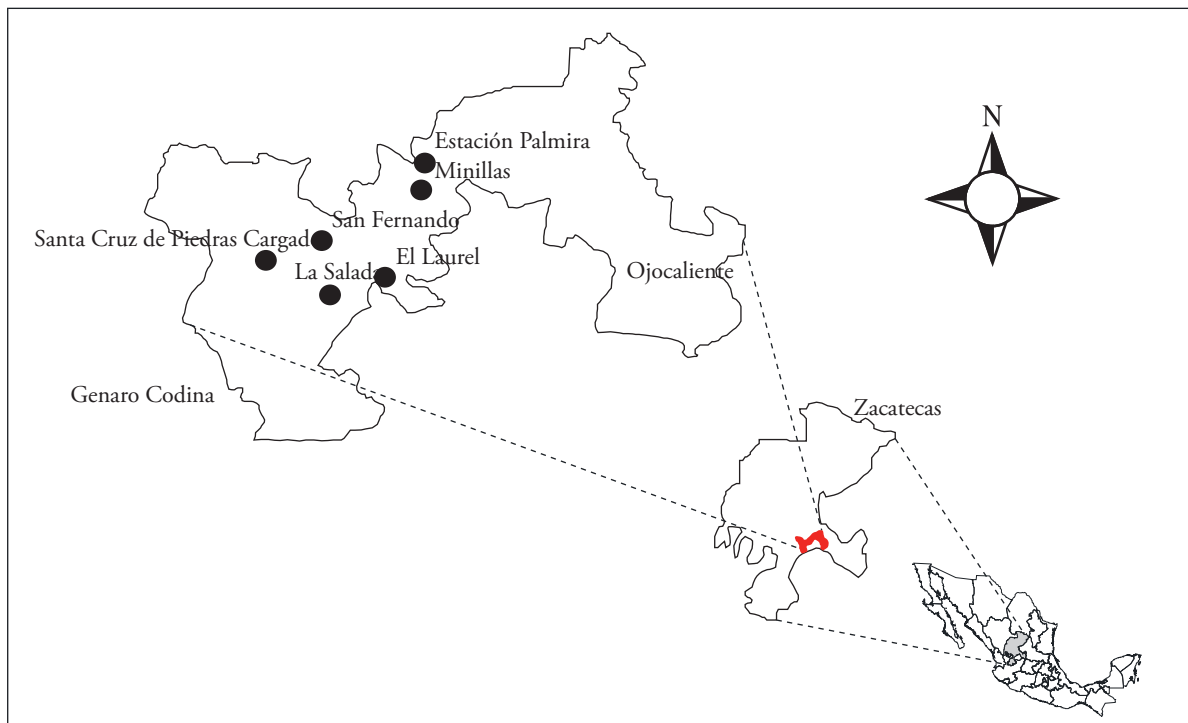 N
Estación Palmira
Minillas
San Fernando
Santa Cruz de Piedras Cargad
El Laurel
La Salada
Ojocaliente
Genaro Codina
Zacatecas